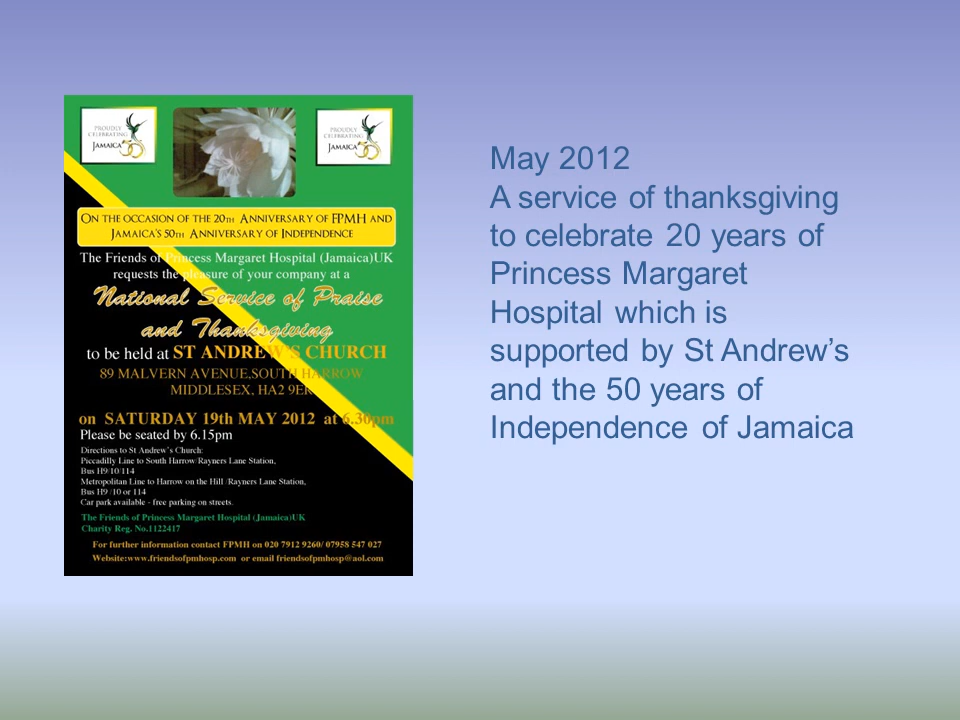 PROUDLY
CELEBRATING
JAMAICA 50
PROUDLY
CELEBRATING
JAMAICA 50
ON THE OCCASION OF THE 20TH ANNIVERSARY OF FPMH AND
JAMAICA'S 50TH ANNIVERSARY OF INDEPENDENCE
The Friends of Princess Margaret Hospital (Jamaica)UK
requests the pleasure of your company at a
National Service of Praise
and Thanksgiving
to be held at ST ANDREW'S CHURCH
89 MALVERN AVENUE,SOUTH HARROW
MIDDLESEX, HA2 9ER
on SATURDAY 19th MAY 2012 at 6.30pm
Please be seated by 6.15pm
Directions to St Andrew's Church:
Piccadilly Line to South Harrow/Rayners Lane Station,
Bus H9/10/114
Metropolitan Line to Harrow on the Hill /Rayners Lane Station,
Bus H9 /10 or 114
Car park available - free parking on streets.
The Friends of Princess Margaret Hospital (Jamaica)UK
Charity Reg. No.1122417
For further information contact FPMH on 020 7912 9260/ 07958 547 027
Website:www.friendsofpmhosp.com or email friendsofpmhosp@aol.com
May 2012
A service of thanksgiving
to celebrate 20 years of
Princess Margaret
Hospital which is
supported by St Andrew’s
and the 50 years of
Independence of Jamaica